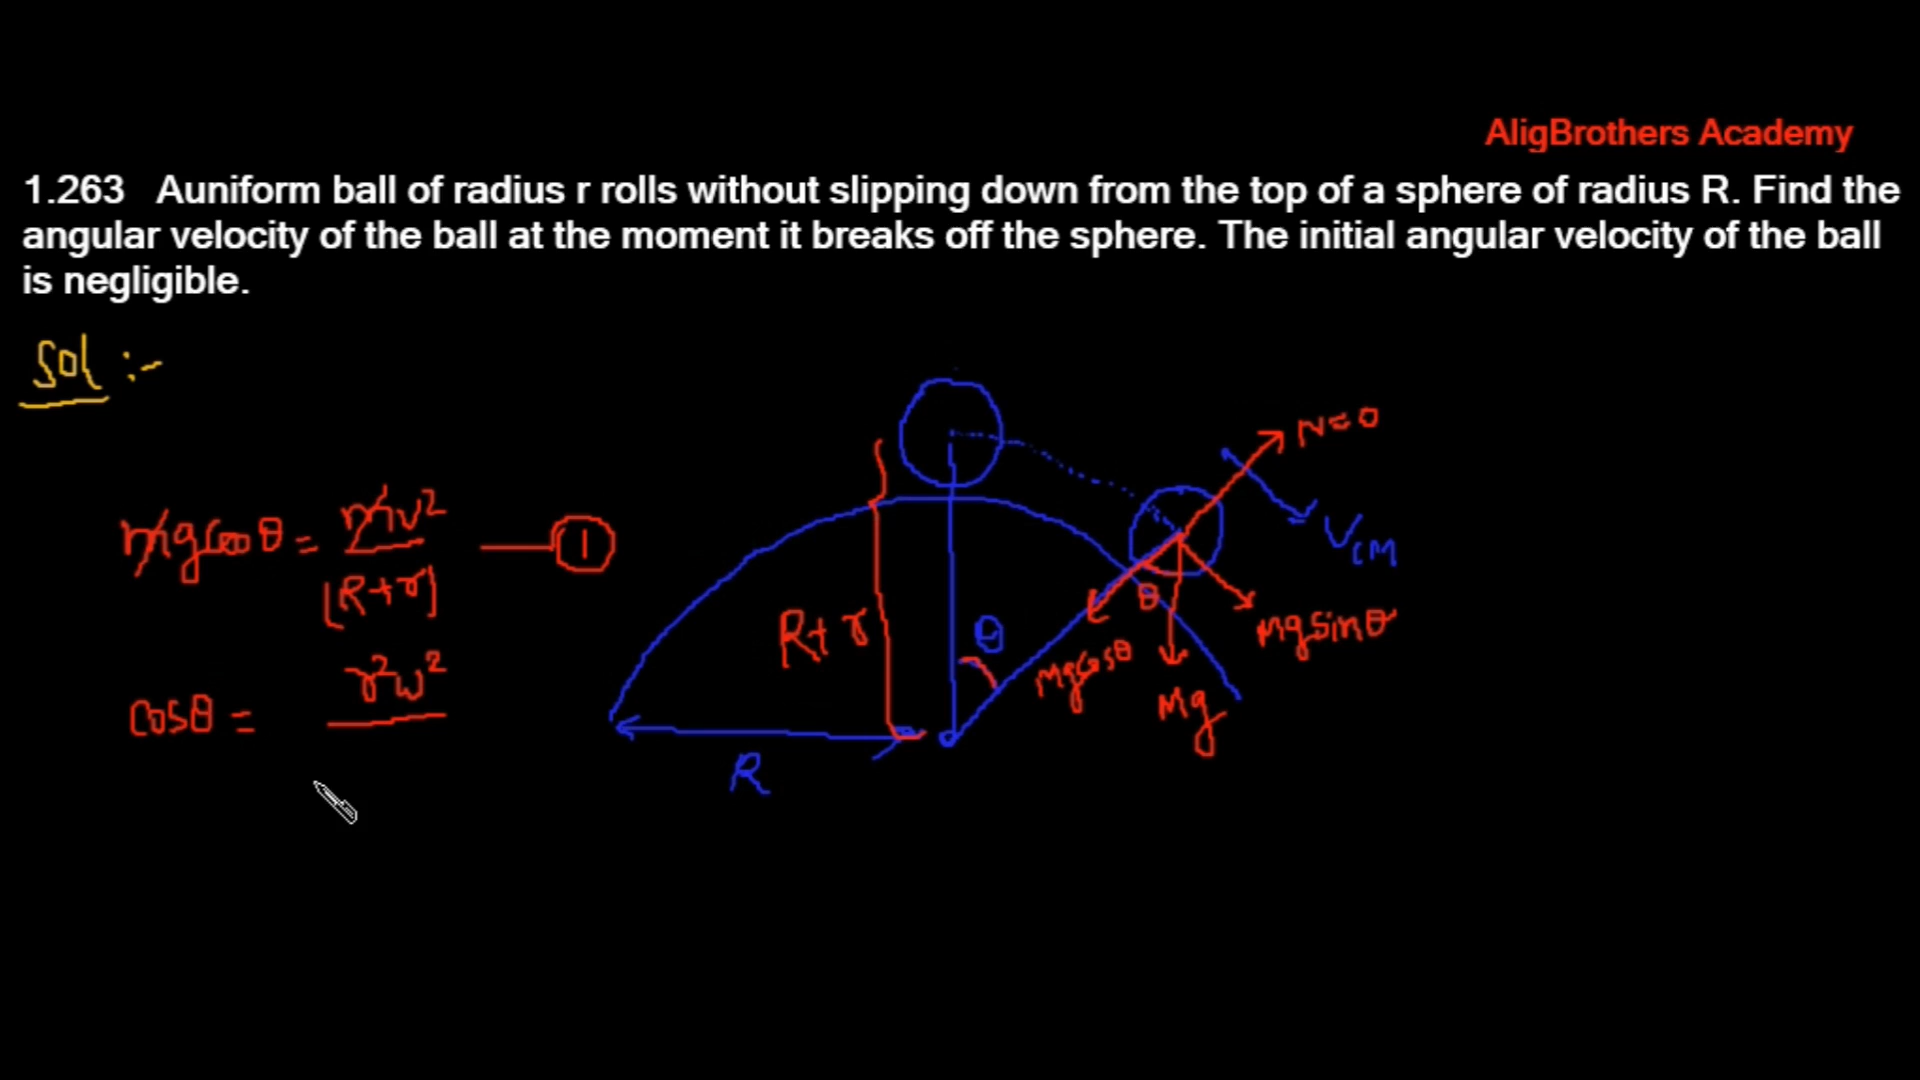 AligBrothers Academy
1.263 Auniform ball of radius r rolls without slipping down from the top of a sphere of radius R. Find the
angular velocity of the ball at the moment it breaks off the sphere. The initial angular velocity of the ball
is negligible.
Sol :-
N=0
VCM
mg cos θ = mv² / (R+r) — ①
R+r
θ
θ
Mg sin θ
Mg cos θ
Mg
cos θ = r²ω²
R